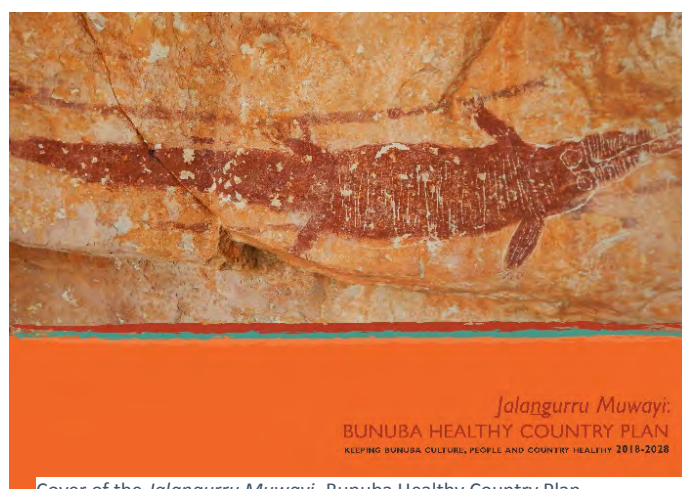 Jalangurru Muwayi:
BUNUBA HEALTHY COUNTRY PLAN
KEEPING BUNUBA CULTURE, PEOPLE AND COUNTRY HEALTHY 2018-2028
Cover of the Jalangurru Muwayi, Bunuba Healthy Country Plan